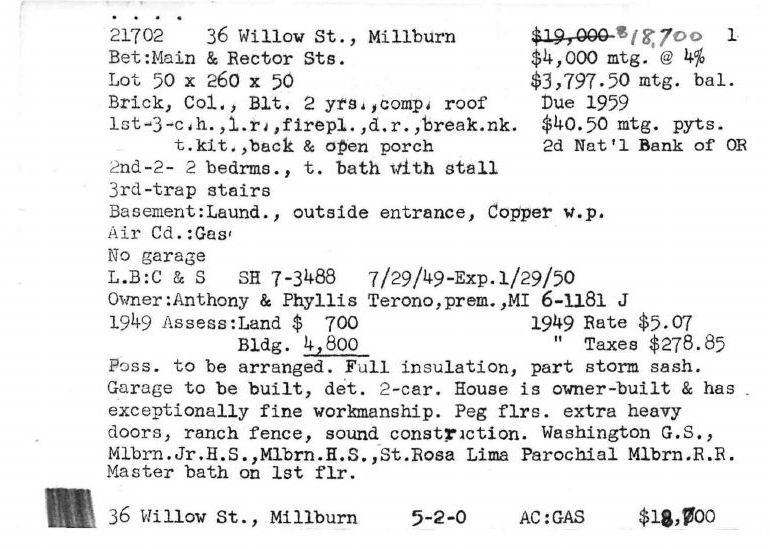 . . . .
21702 36 Willow St., Millburn $19,000 $18,700 1
Bet:Main & Rector Sts. $4,000 mtg. @ 4%
Lot 50 x 260 x 50 $3,797.50 mtg. bal.
Brick, Col., Blt. 2 yrs.,comp. roof Due 1959
1st-3-c.h.,l.r.,firepl.,d.r.,break.nk. $40.50 mtg. pyts.
t.kit.,back & open porch 2d Nat'l Bank of OR
2nd-2- 2 bedrms., t. bath with stall
3rd-trap stairs
Basement:Laund., outside entrance, Copper w.p.
Air Cd.:Gas
No garage
L.B:C & S SH 7-3488 7/29/49-Exp.1/29/50
Owner:Anthony & Phyllis Terono,prem.,MI 6-1181 J
1949 Assess:Land $ 700 1949 Rate $5.07
Bldg. 4,800 " Taxes $278.85
Poss. to be arranged. Full insulation, part storm sash.
Garage to be built, det. 2-car. House is owner-built & has
exceptionally fine workmanship. Peg flrs. extra heavy
doors, ranch fence, sound construction. Washington G.S.,
Mlbrn.Jr.H.S.,Mlbrn.H.S.,St.Rosa Lima Parochial Mlbrn.R.R.
Master bath on 1st flr.
36 Willow St., Millburn 5-2-0 AC:GAS $18,700